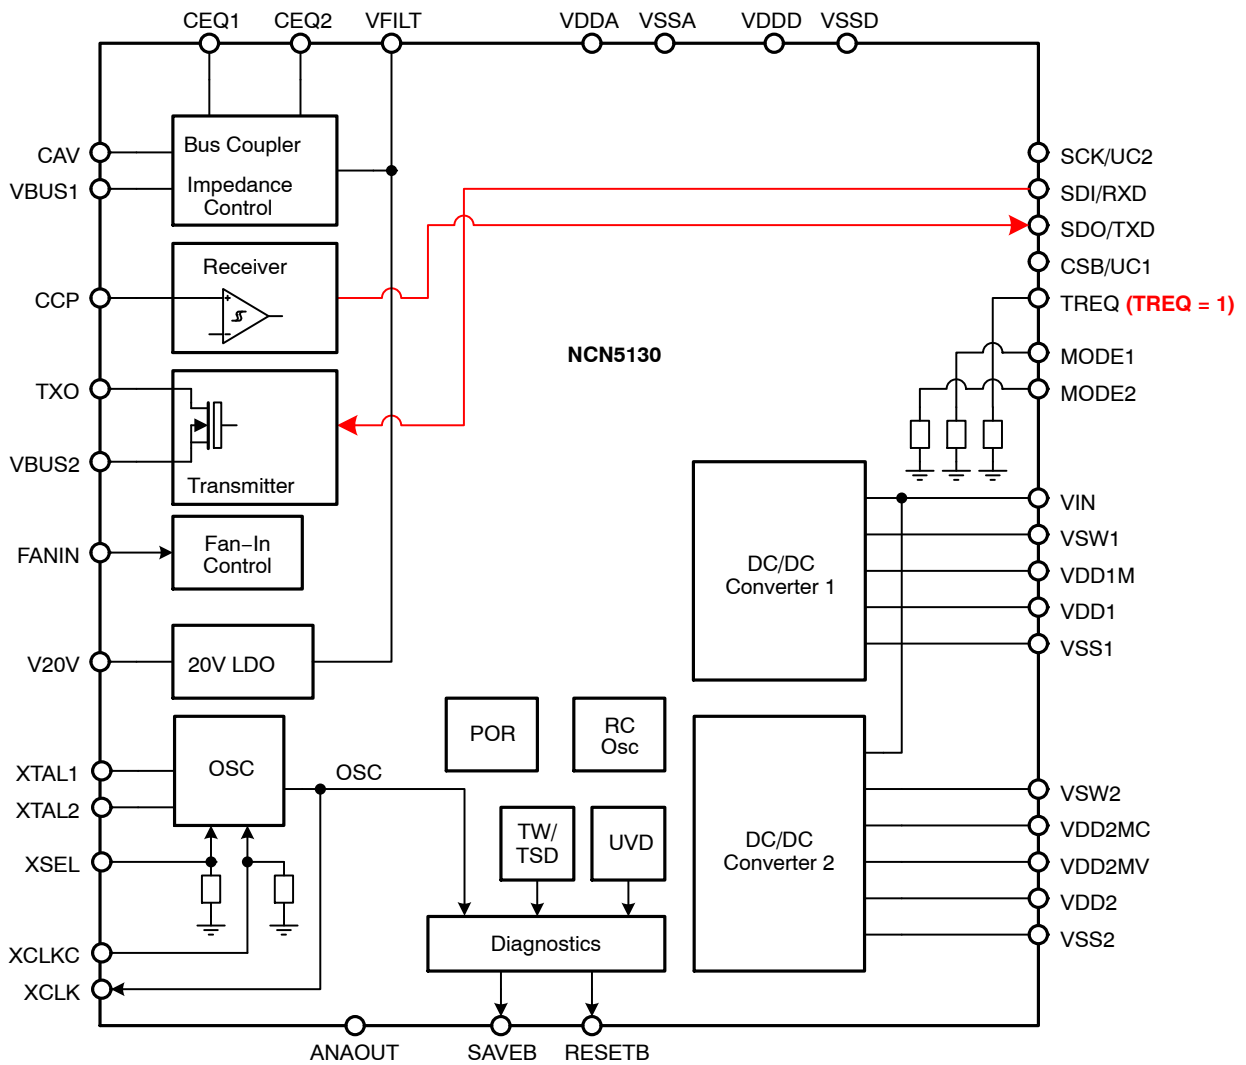 CEQ1 CEQ2 VFILT VDDA VSSA VDDD VSSD
CAV
VBUS1
Bus Coupler
Impedance
Control
SCK/UC2
SDI/RXD
SDO/TXD
CSB/UC1
TREQ (TREQ = 1)
MODE1
MODE2
CCP
Receiver
+
−
NCN5130
TXO
VBUS2
Transmitter
FANIN
Fan−In
Control
V20V
20V LDO
DC/DC
Converter 1
VIN
VSW1
VDD1M
VDD1
VSS1
POR
RC
Osc
XTAL1
XTAL2
OSC
OSC
XSEL
XCLKC
XCLK
TW/
TSD
UVD
Diagnostics
DC/DC
Converter 2
VSW2
VDD2MC
VDD2MV
VDD2
VSS2
ANAOUT SAVEB RESETB